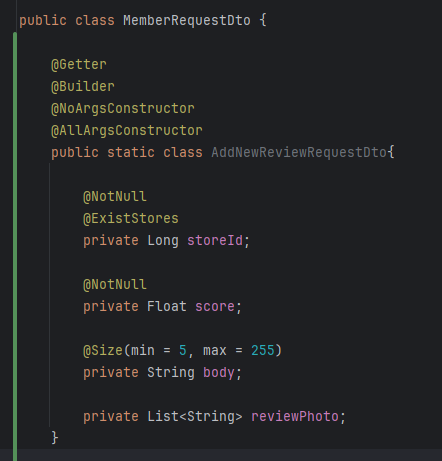 public class MemberRequestDto {
@Getter
@Builder
@NoArgsConstructor
@AllArgsConstructor
public static class AddNewReviewRequestDto{
@NotNull
@ExistStores
private Long storeId;
@NotNull
private Float score;
@Size(min = 5, max = 255)
private String body;
private List<String> reviewPhoto;
}